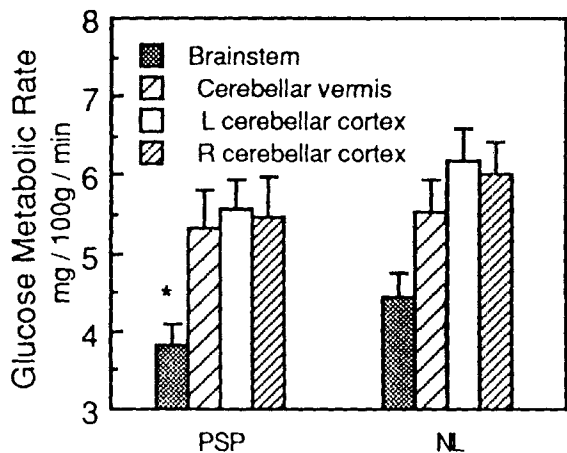 8
7
6
5
4
3
Glucose Metabolic Rate
mg / 100g / min
Brainstem
Cerebellar vermis
L cerebellar cortex
R cerebellar cortex
*
PSP
NL